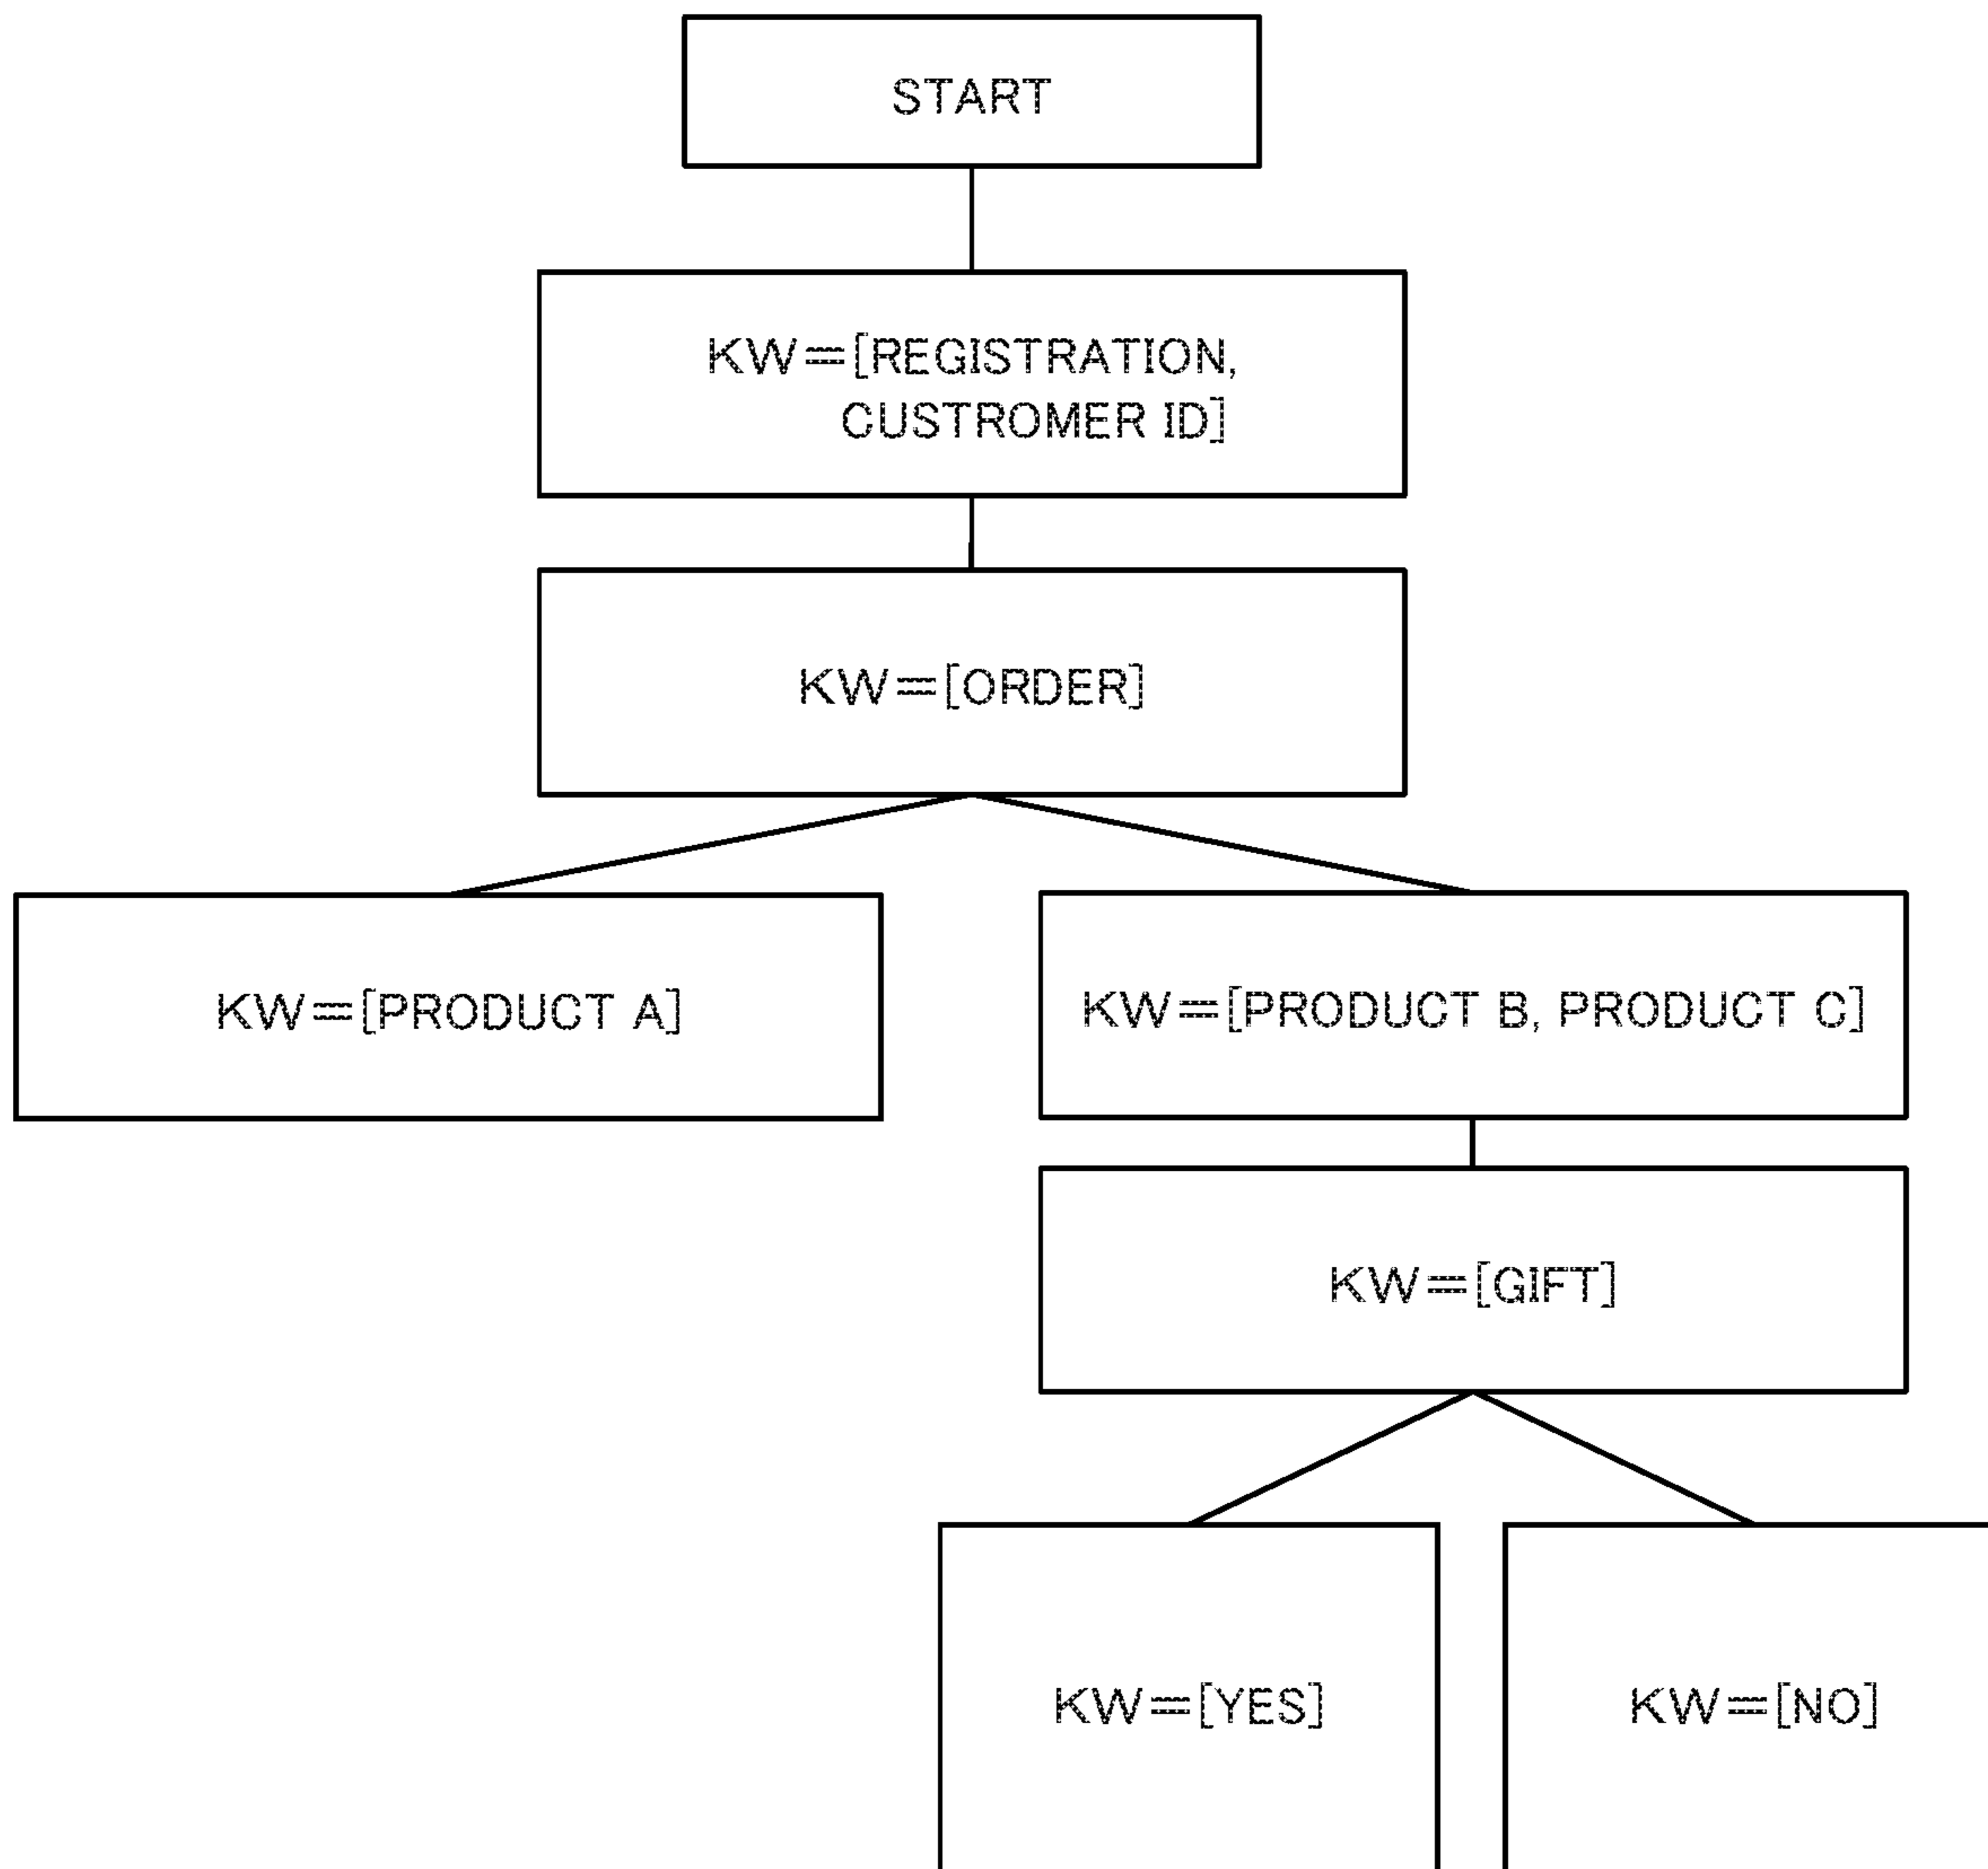 START
KW=[REGISTRATION,
CUSTROMER ID]
KW=[ORDER]
KW=[PRODUCT A]
KW=[PRODUCT B, PRODUCT C]
KW=[GIFT]
KW=[YES]
KW=[NO]